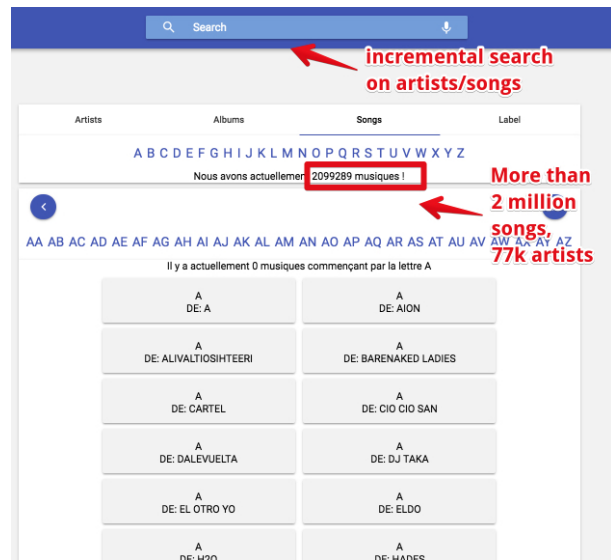 Search
incremental search
on artists/songs
Artists Albums Songs Label
A B C D E F G H I J K L M N O P Q R S T U V W X Y Z
Nous avons actuellemen 2099289 musiques !
More than
2 million
songs,
77k artists
AA AB AC AD AE AF AG AH AI AJ AK AL AM AN AO AP AQ AR AS AT AU AV AW AX AY AZ
Il y a actuellement 0 musiques commençant par la lettre A
A A
DE: A DE: AION
A A
DE: ALIVALTIOSIHTEERI DE: BARENAKED LADIES
A A
DE: CARTEL DE: CIO CIO SAN
A A
DE: DALEVUELTA DE: DJ TAKA
A A
DE: EL OTRO YO DE: ELDO
A A
DE: H2O DE: HADES